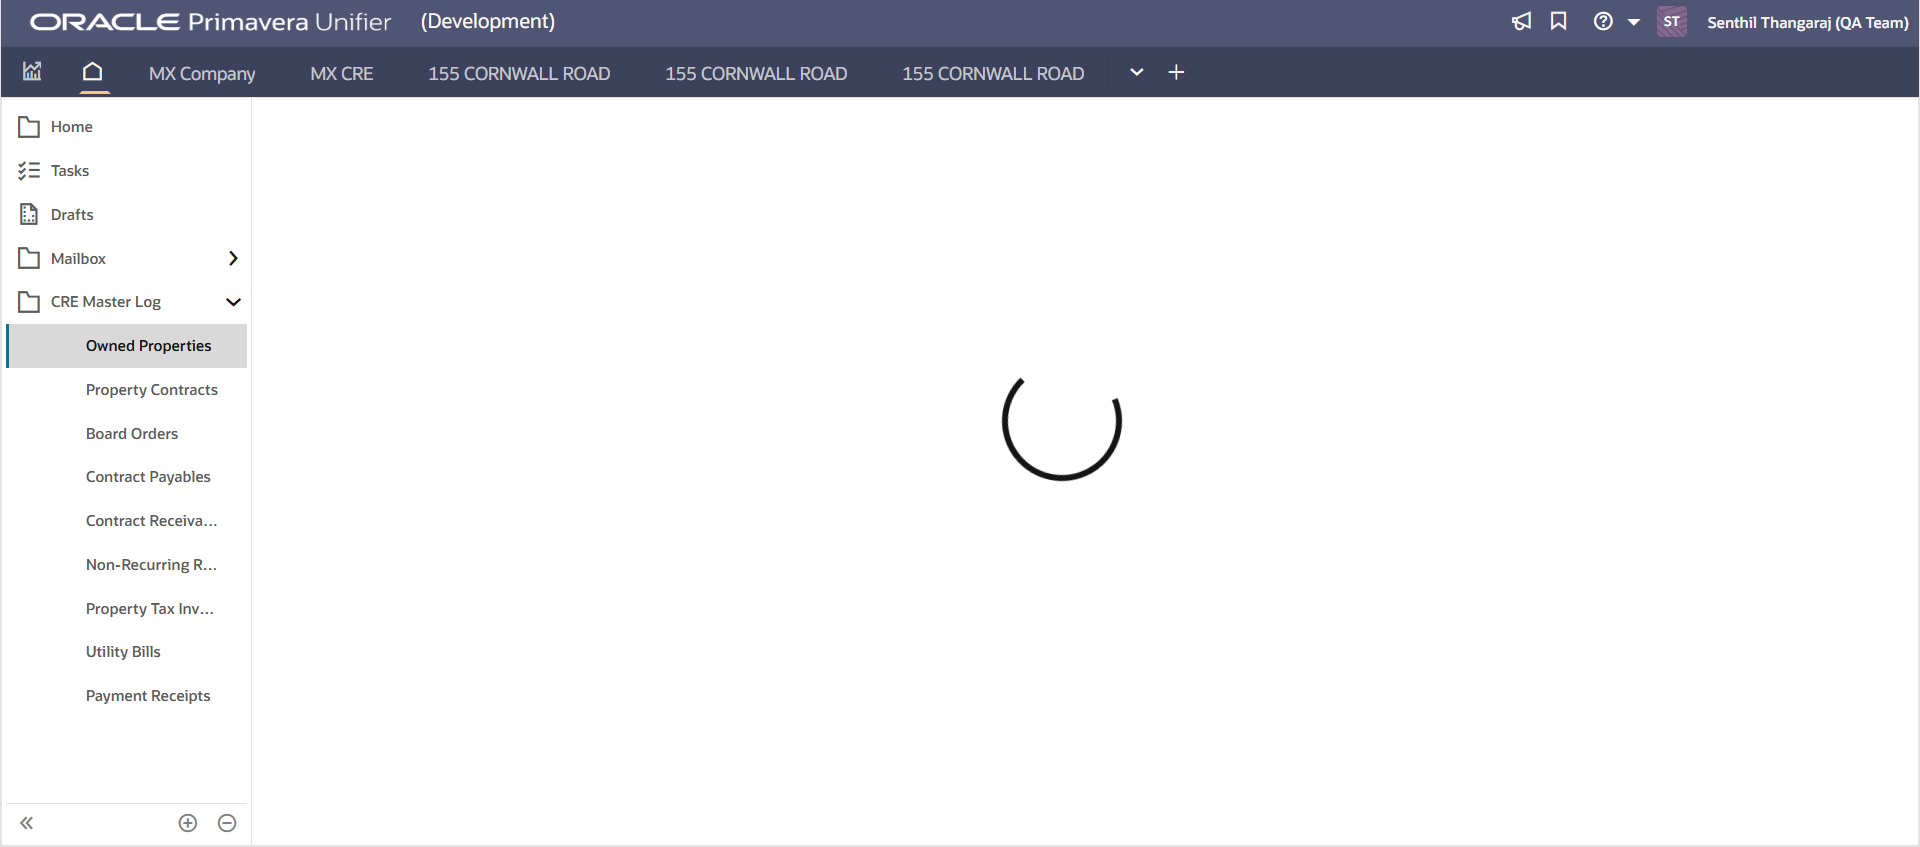 ORACLE Primavera Unifier (Development) ST Senthil Thangaraj (QA Team)
MX Company MX CRE 155 CORNWALL ROAD 155 CORNWALL ROAD 155 CORNWALL ROAD
Home
Tasks
Drafts
Mailbox
CRE Master Log
Owned Properties
Property Contracts
Board Orders
Contract Payables
Contract Receiva...
Non-Recurring R...
Property Tax Inv...
Utility Bills
Payment Receipts